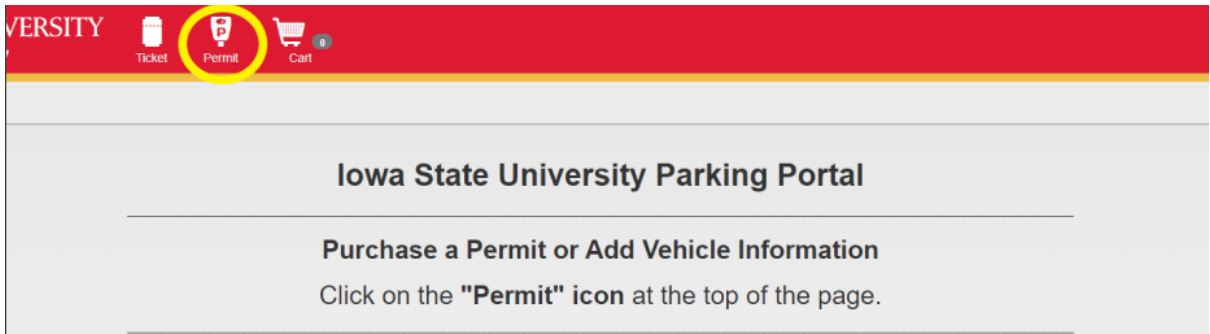 VERSITY
Ticket
P
Permit
0
Cart
Iowa State University Parking Portal
Purchase a Permit or Add Vehicle Information
Click on the "Permit" icon at the top of the page.